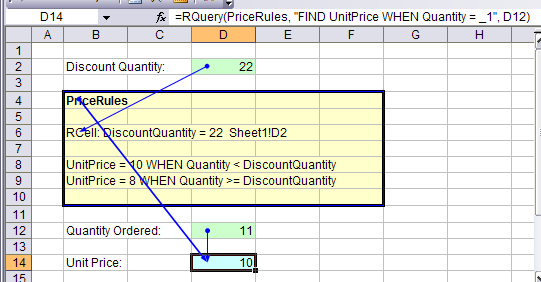 D14 fx =RQuery(PriceRules, "FIND UnitPrice WHEN Quantity = _1", D12)
A B C D E F G H
1
2 Discount Quantity: 22
3
4 PriceRules
5
6 RCell: DiscountQuantity = 22 Sheet1!D2
7
8 UnitPrice = 10 WHEN Quantity < DiscountQuantity
9 UnitPrice = 8 WHEN Quantity >= DiscountQuantity
10
11
12 Quantity Ordered: 11
13
14 Unit Price: 10
15